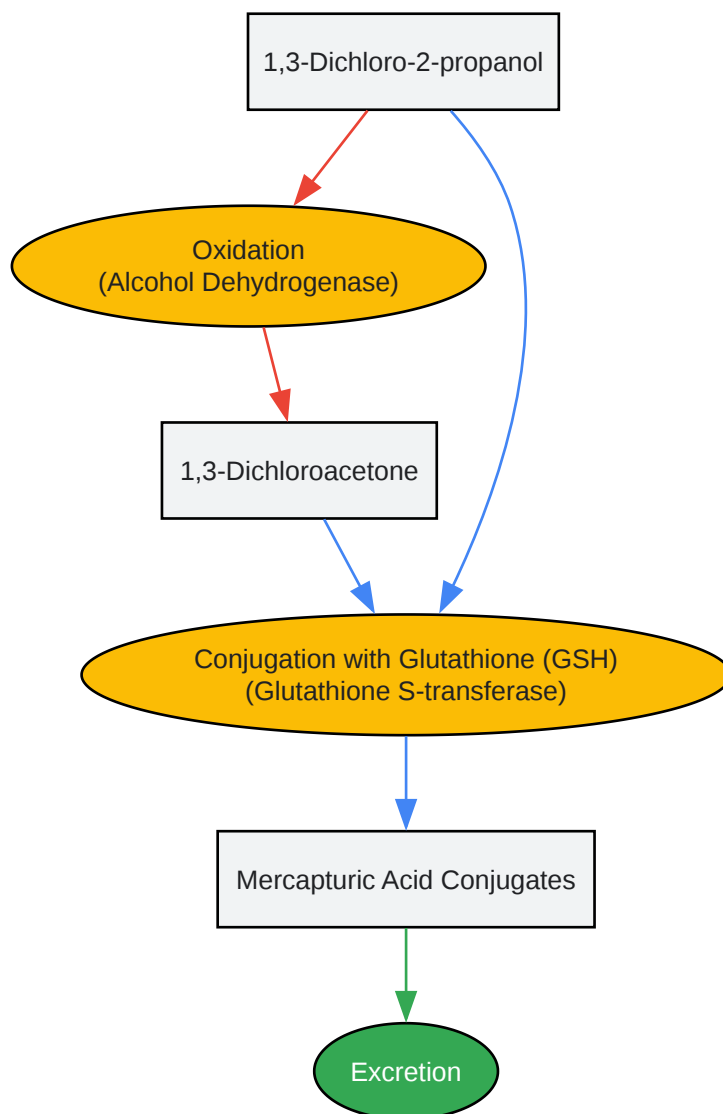 1,3-Dichloro-2-propanol
Oxidation
(Alcohol Dehydrogenase)
1,3-Dichloroacetone
Conjugation with Glutathione (GSH)
(Glutathione S-transferase)
Mercapturic Acid Conjugates
Excretion